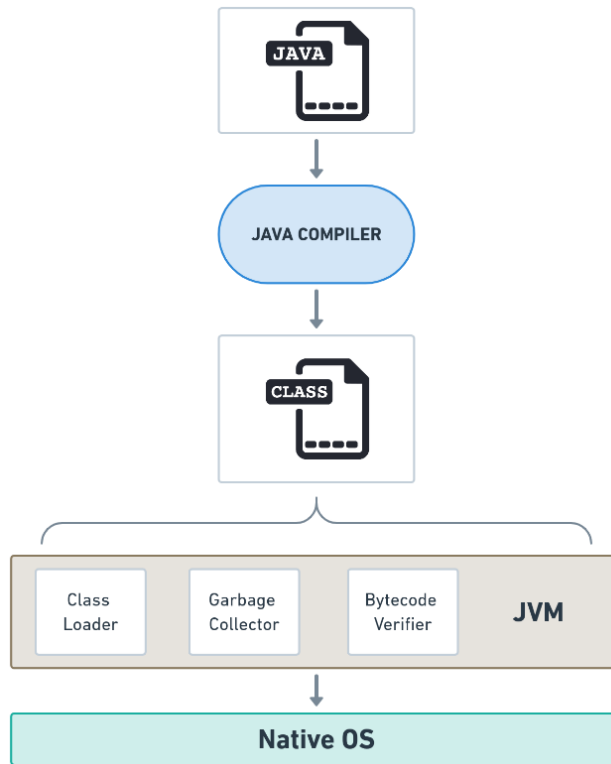 JAVA
JAVA COMPILER
CLASS
Class
Loader
Garbage
Collector
Bytecode
Verifier
JVM
Native OS